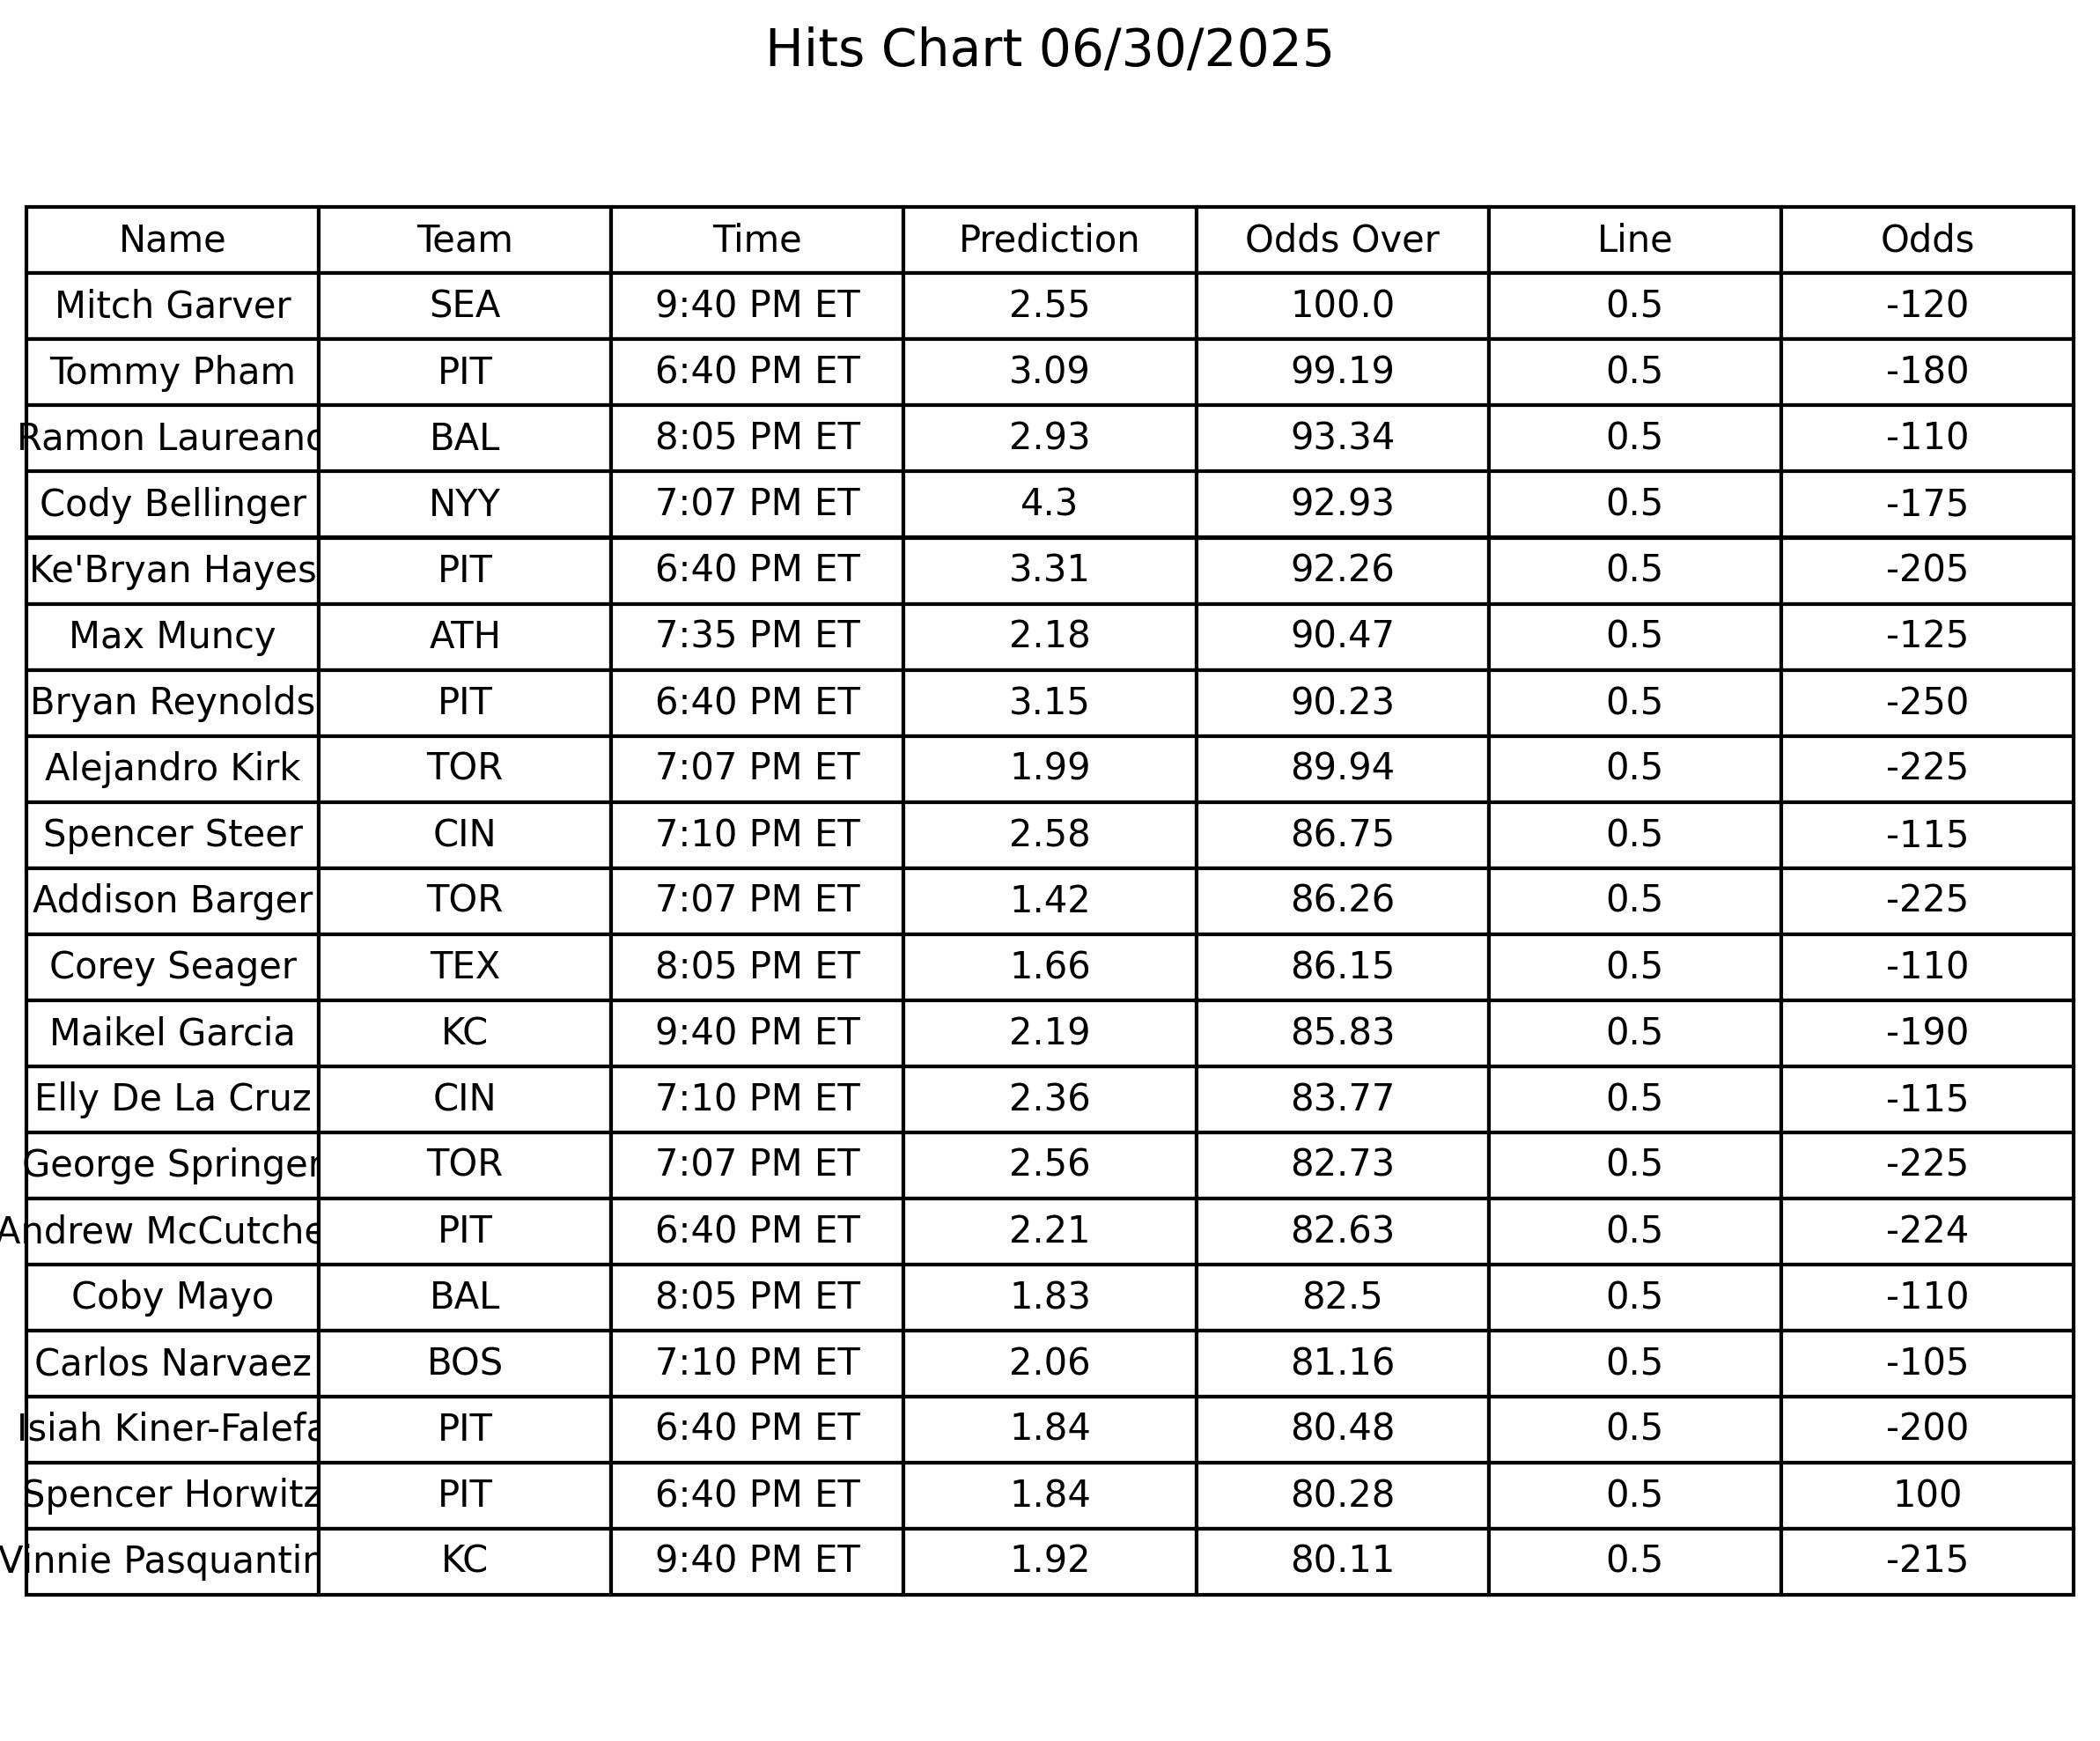 Hits Chart 06/30/2025
Name Team Time Prediction Odds Over Line Odds
Mitch Garver SEA 9:40 PM ET 2.55 100.0 0.5 -120
Tommy Pham PIT 6:40 PM ET 3.09 99.19 0.5 -180
Ramon Laureano BAL 8:05 PM ET 2.93 93.34 0.5 -110
Cody Bellinger NYY 7:07 PM ET 4.3 92.93 0.5 -175
Ke'Bryan Hayes PIT 6:40 PM ET 3.31 92.26 0.5 -205
Max Muncy ATH 7:35 PM ET 2.18 90.47 0.5 -125
Bryan Reynolds PIT 6:40 PM ET 3.15 90.23 0.5 -250
Alejandro Kirk TOR 7:07 PM ET 1.99 89.94 0.5 -225
Spencer Steer CIN 7:10 PM ET 2.58 86.75 0.5 -115
Addison Barger TOR 7:07 PM ET 1.42 86.26 0.5 -225
Corey Seager TEX 8:05 PM ET 1.66 86.15 0.5 -110
Maikel Garcia KC 9:40 PM ET 2.19 85.83 0.5 -190
Elly De La Cruz CIN 7:10 PM ET 2.36 83.77 0.5 -115
George Springer TOR 7:07 PM ET 2.56 82.73 0.5 -225
Andrew McCutche PIT 6:40 PM ET 2.21 82.63 0.5 -224
Coby Mayo BAL 8:05 PM ET 1.83 82.5 0.5 -110
Carlos Narvaez BOS 7:10 PM ET 2.06 81.16 0.5 -105
Isiah Kiner-Falefa PIT 6:40 PM ET 1.84 80.48 0.5 -200
Spencer Horwitz PIT 6:40 PM ET 1.84 80.28 0.5 100
Vinnie Pasquantin KC 9:40 PM ET 1.92 80.11 0.5 -215